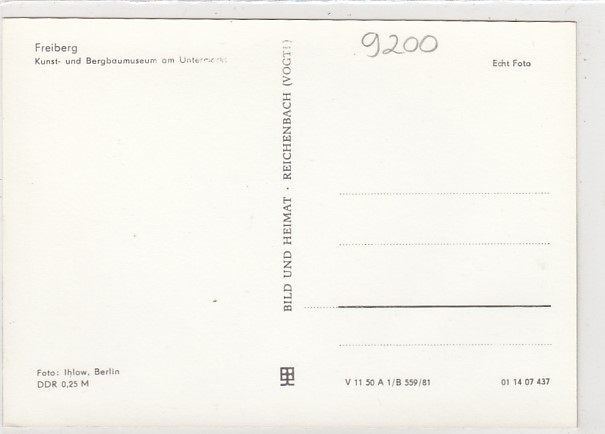 Freiberg
Kunst- und Bergbaumuseum am Untermarkt
9200
Echt Foto
BILD UND HEIMAT · REICHENBACH (VOGTL)
Foto: Ihlow, Berlin
DDR 0,25 M
V 11 50 A 1/B 559/81
01 14 07 437